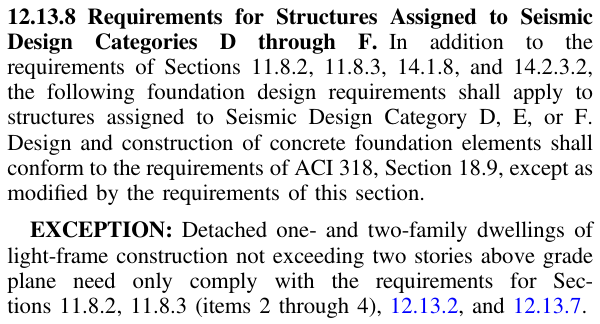 12.13.8 Requirements for Structures Assigned to Seismic
Design Categories D through F. In addition to the
requirements of Sections 11.8.2, 11.8.3, 14.1.8, and 14.2.3.2,
the following foundation design requirements shall apply to
structures assigned to Seismic Design Category D, E, or F.
Design and construction of concrete foundation elements shall
conform to the requirements of ACI 318, Section 18.9, except as
modified by the requirements of this section.
EXCEPTION: Detached one- and two-family dwellings of
light-frame construction not exceeding two stories above grade
plane need only comply with the requirements for Sec-
tions 11.8.2, 11.8.3 (items 2 through 4), 12.13.2, and 12.13.7.